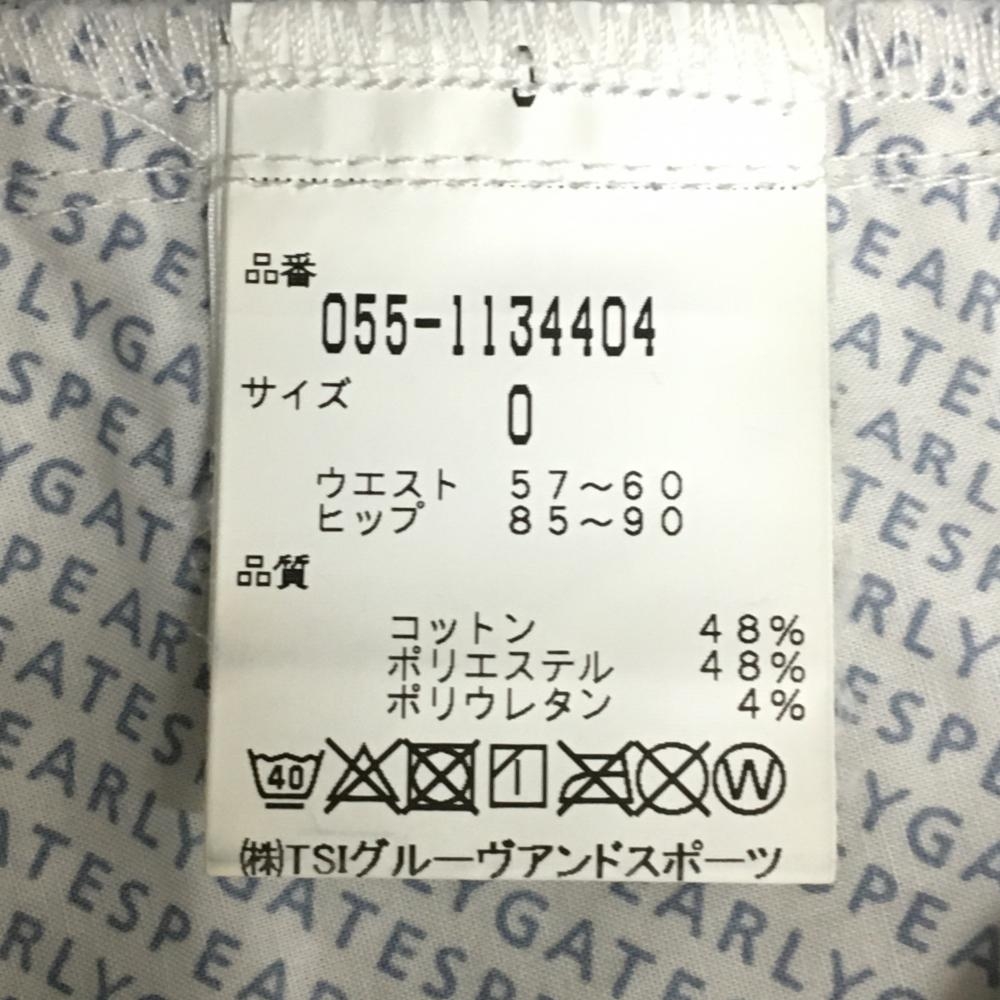 品番
055-1134404
サイズ
0
ウエスト 57～60
ヒップ 85～90
品質
コットン 48%
ポリエステル 48%
ポリウレタン 4%
40 W
㈱TSIグルーヴアンドスポーツ
PEARLYGATES